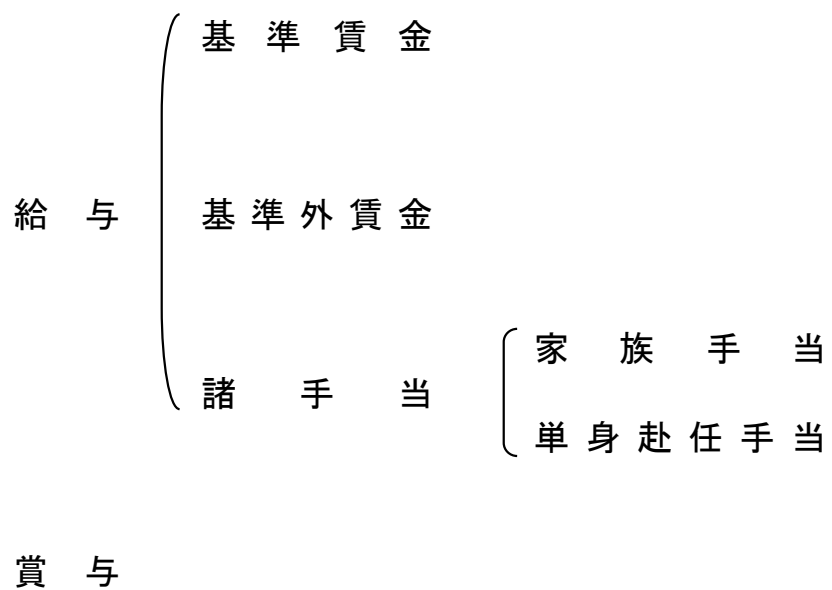 基準賃金
給与
基準外賃金
諸手当
家族手当
単身赴任手当
賞与